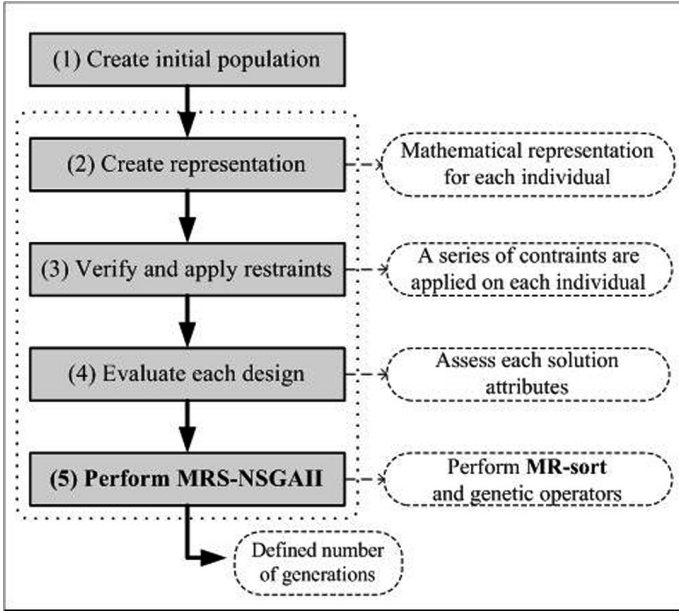 (1) Create initial population
(2) Create representation
Mathematical representation
for each individual
(3) Verify and apply restraints
A series of contraints are
applied on each individual
(4) Evaluate each design
Assess each solution
attributes
(5) Perform MRS-NSGAII
Perform MR-sort
and genetic operators
Defined number
of generations